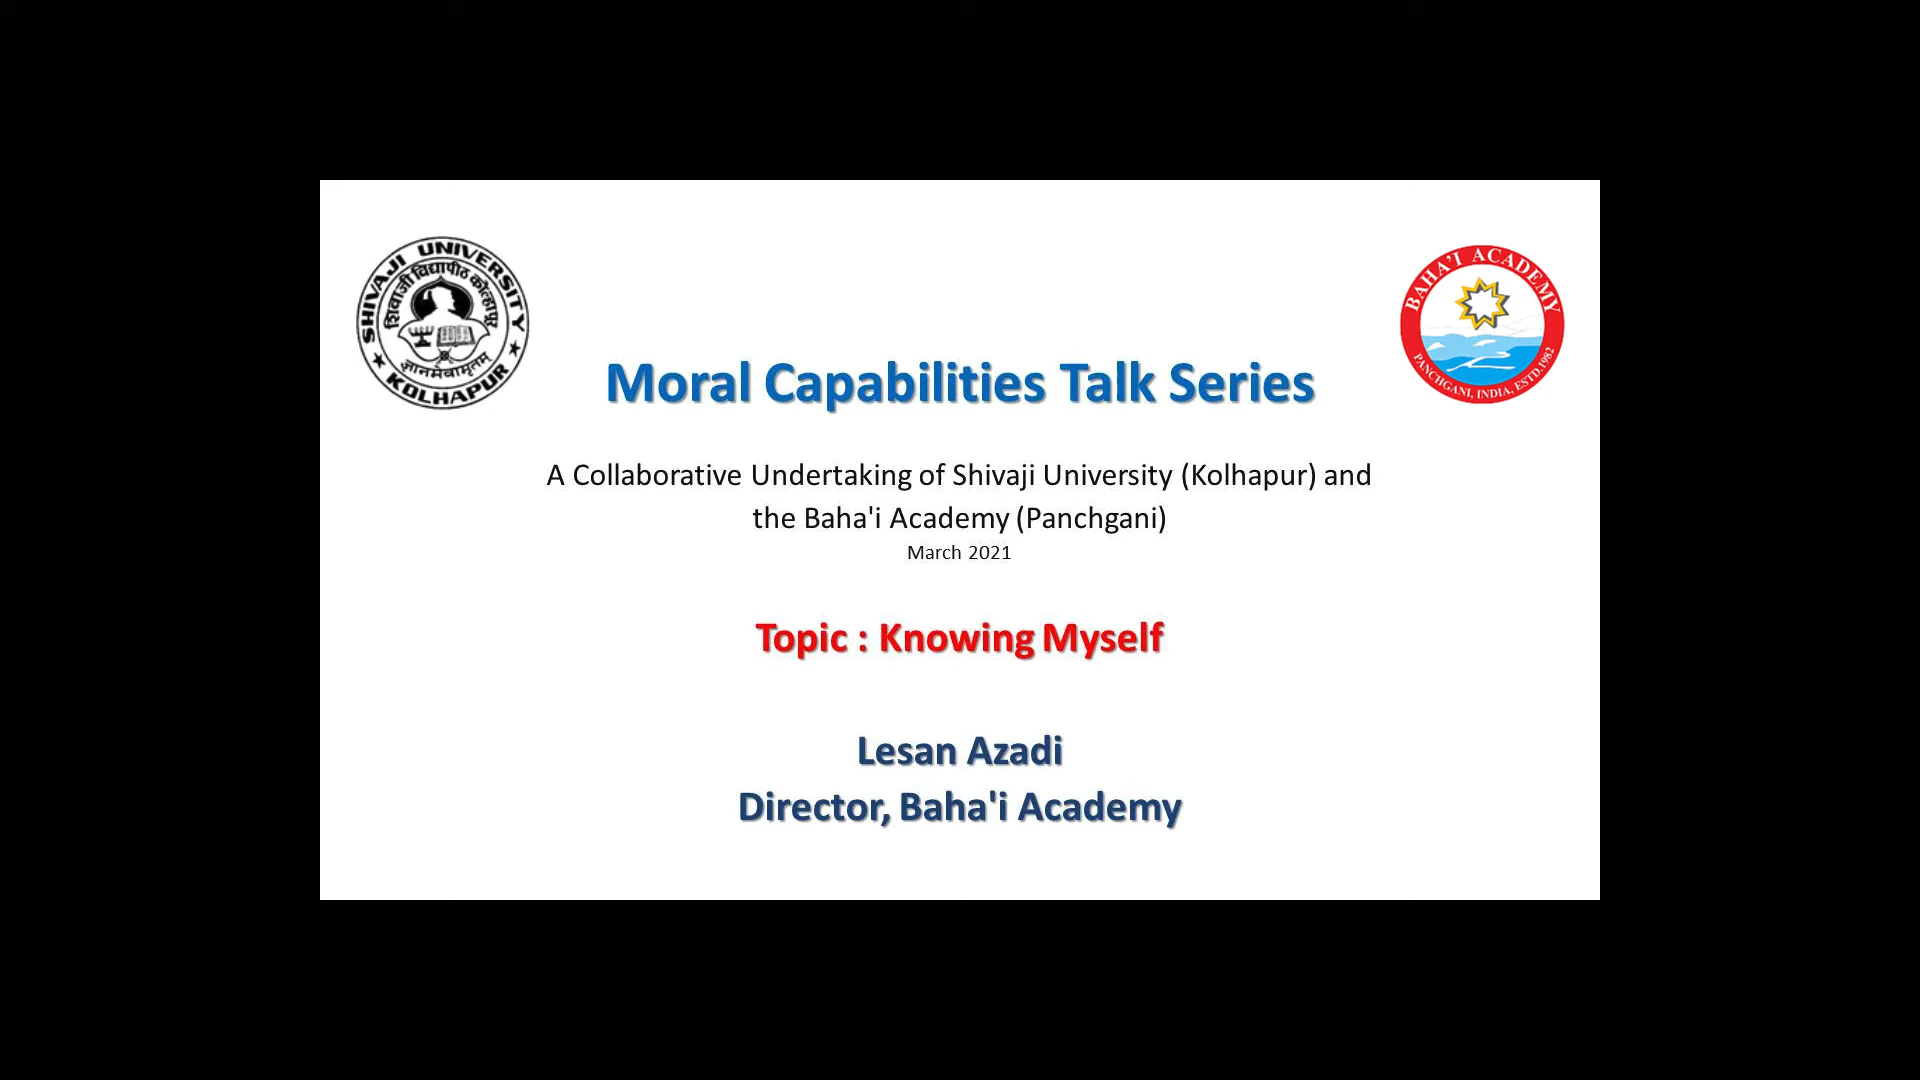 SHIVAJI UNIVERSITY
शिवाजी विद्यापीठ कोल्हापूर
ज्ञानमेवामृतम्
KOLHAPUR
BAHA'I ACADEMY
PANCHGANI, INDIA, ESTD.1982
Moral Capabilities Talk Series
A Collaborative Undertaking of Shivaji University (Kolhapur) and
the Baha'i Academy (Panchgani)
March 2021
Topic : Knowing Myself
Lesan Azadi
Director, Baha'i Academy